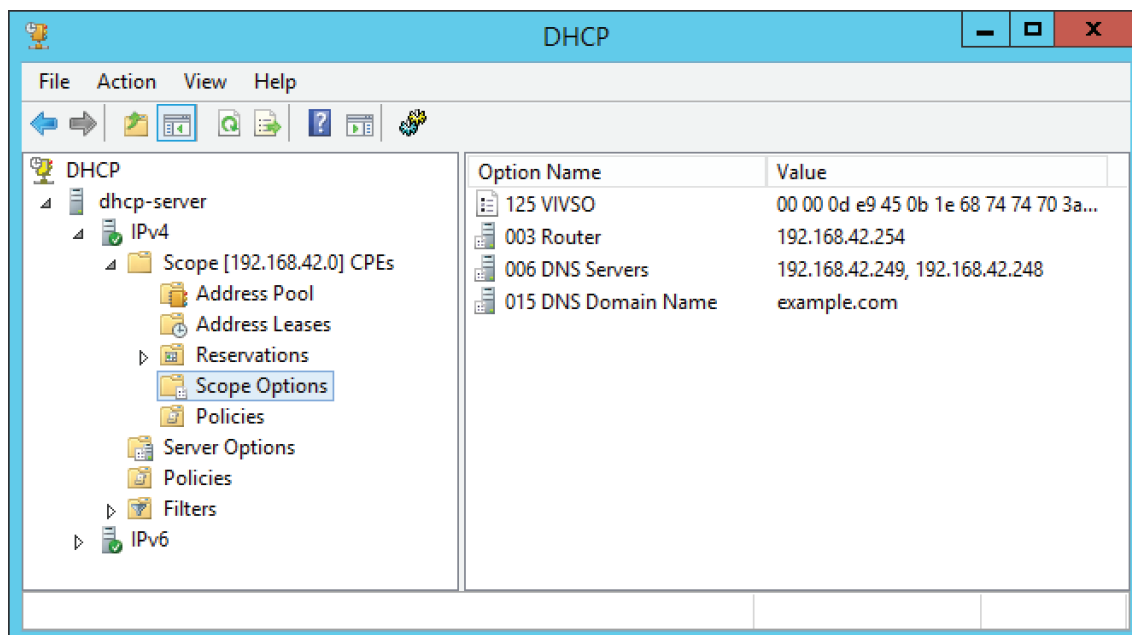 DHCP
File Action View Help
DHCP
dhcp-server
IPv4
Scope [192.168.42.0] CPEs
Address Pool
Address Leases
Reservations
Scope Options
Policies
Server Options
Policies
Filters
IPv6
Option Name Value
125 VIVSO 00 00 0d e9 45 0b 1e 68 74 74 70 3a...
003 Router 192.168.42.254
006 DNS Servers 192.168.42.249, 192.168.42.248
015 DNS Domain Name example.com